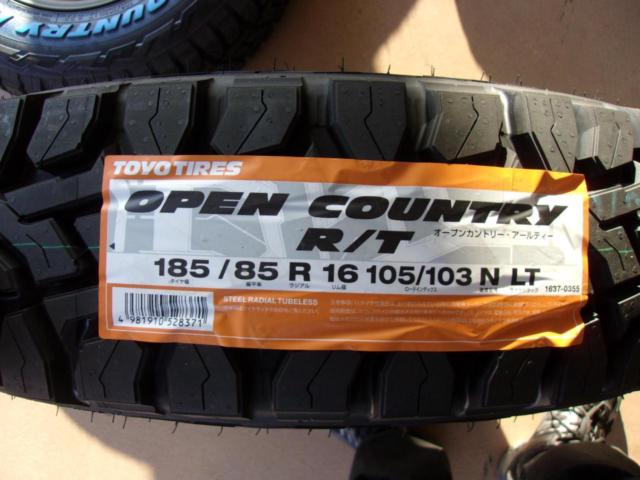 OUNTRY
TOYO TIRES
OPEN COUNTRY
R/T
オープンカントリー・アールティー
185 / 85 R 16 105/103 N LT
タイヤ幅 偏平率 ラジアル リム径 ロードインデックス
1637-0355
STEEL RADIAL TUBELESS
4 981910 528371